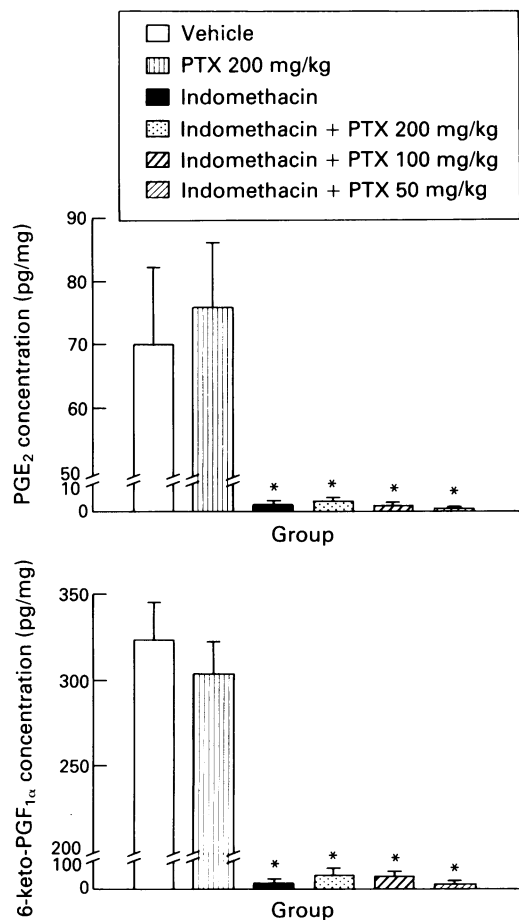 Vehicle
PTX 200 mg/kg
Indomethacin
Indomethacin + PTX 200 mg/kg
Indomethacin + PTX 100 mg/kg
Indomethacin + PTX 50 mg/kg
PGE₂ concentration (pg/mg)
90
80
70
60
50
10
0
* * * *
Group
6-keto-PGF₁α concentration (pg/mg)
350
300
250
200
100
0
* * * *
Group